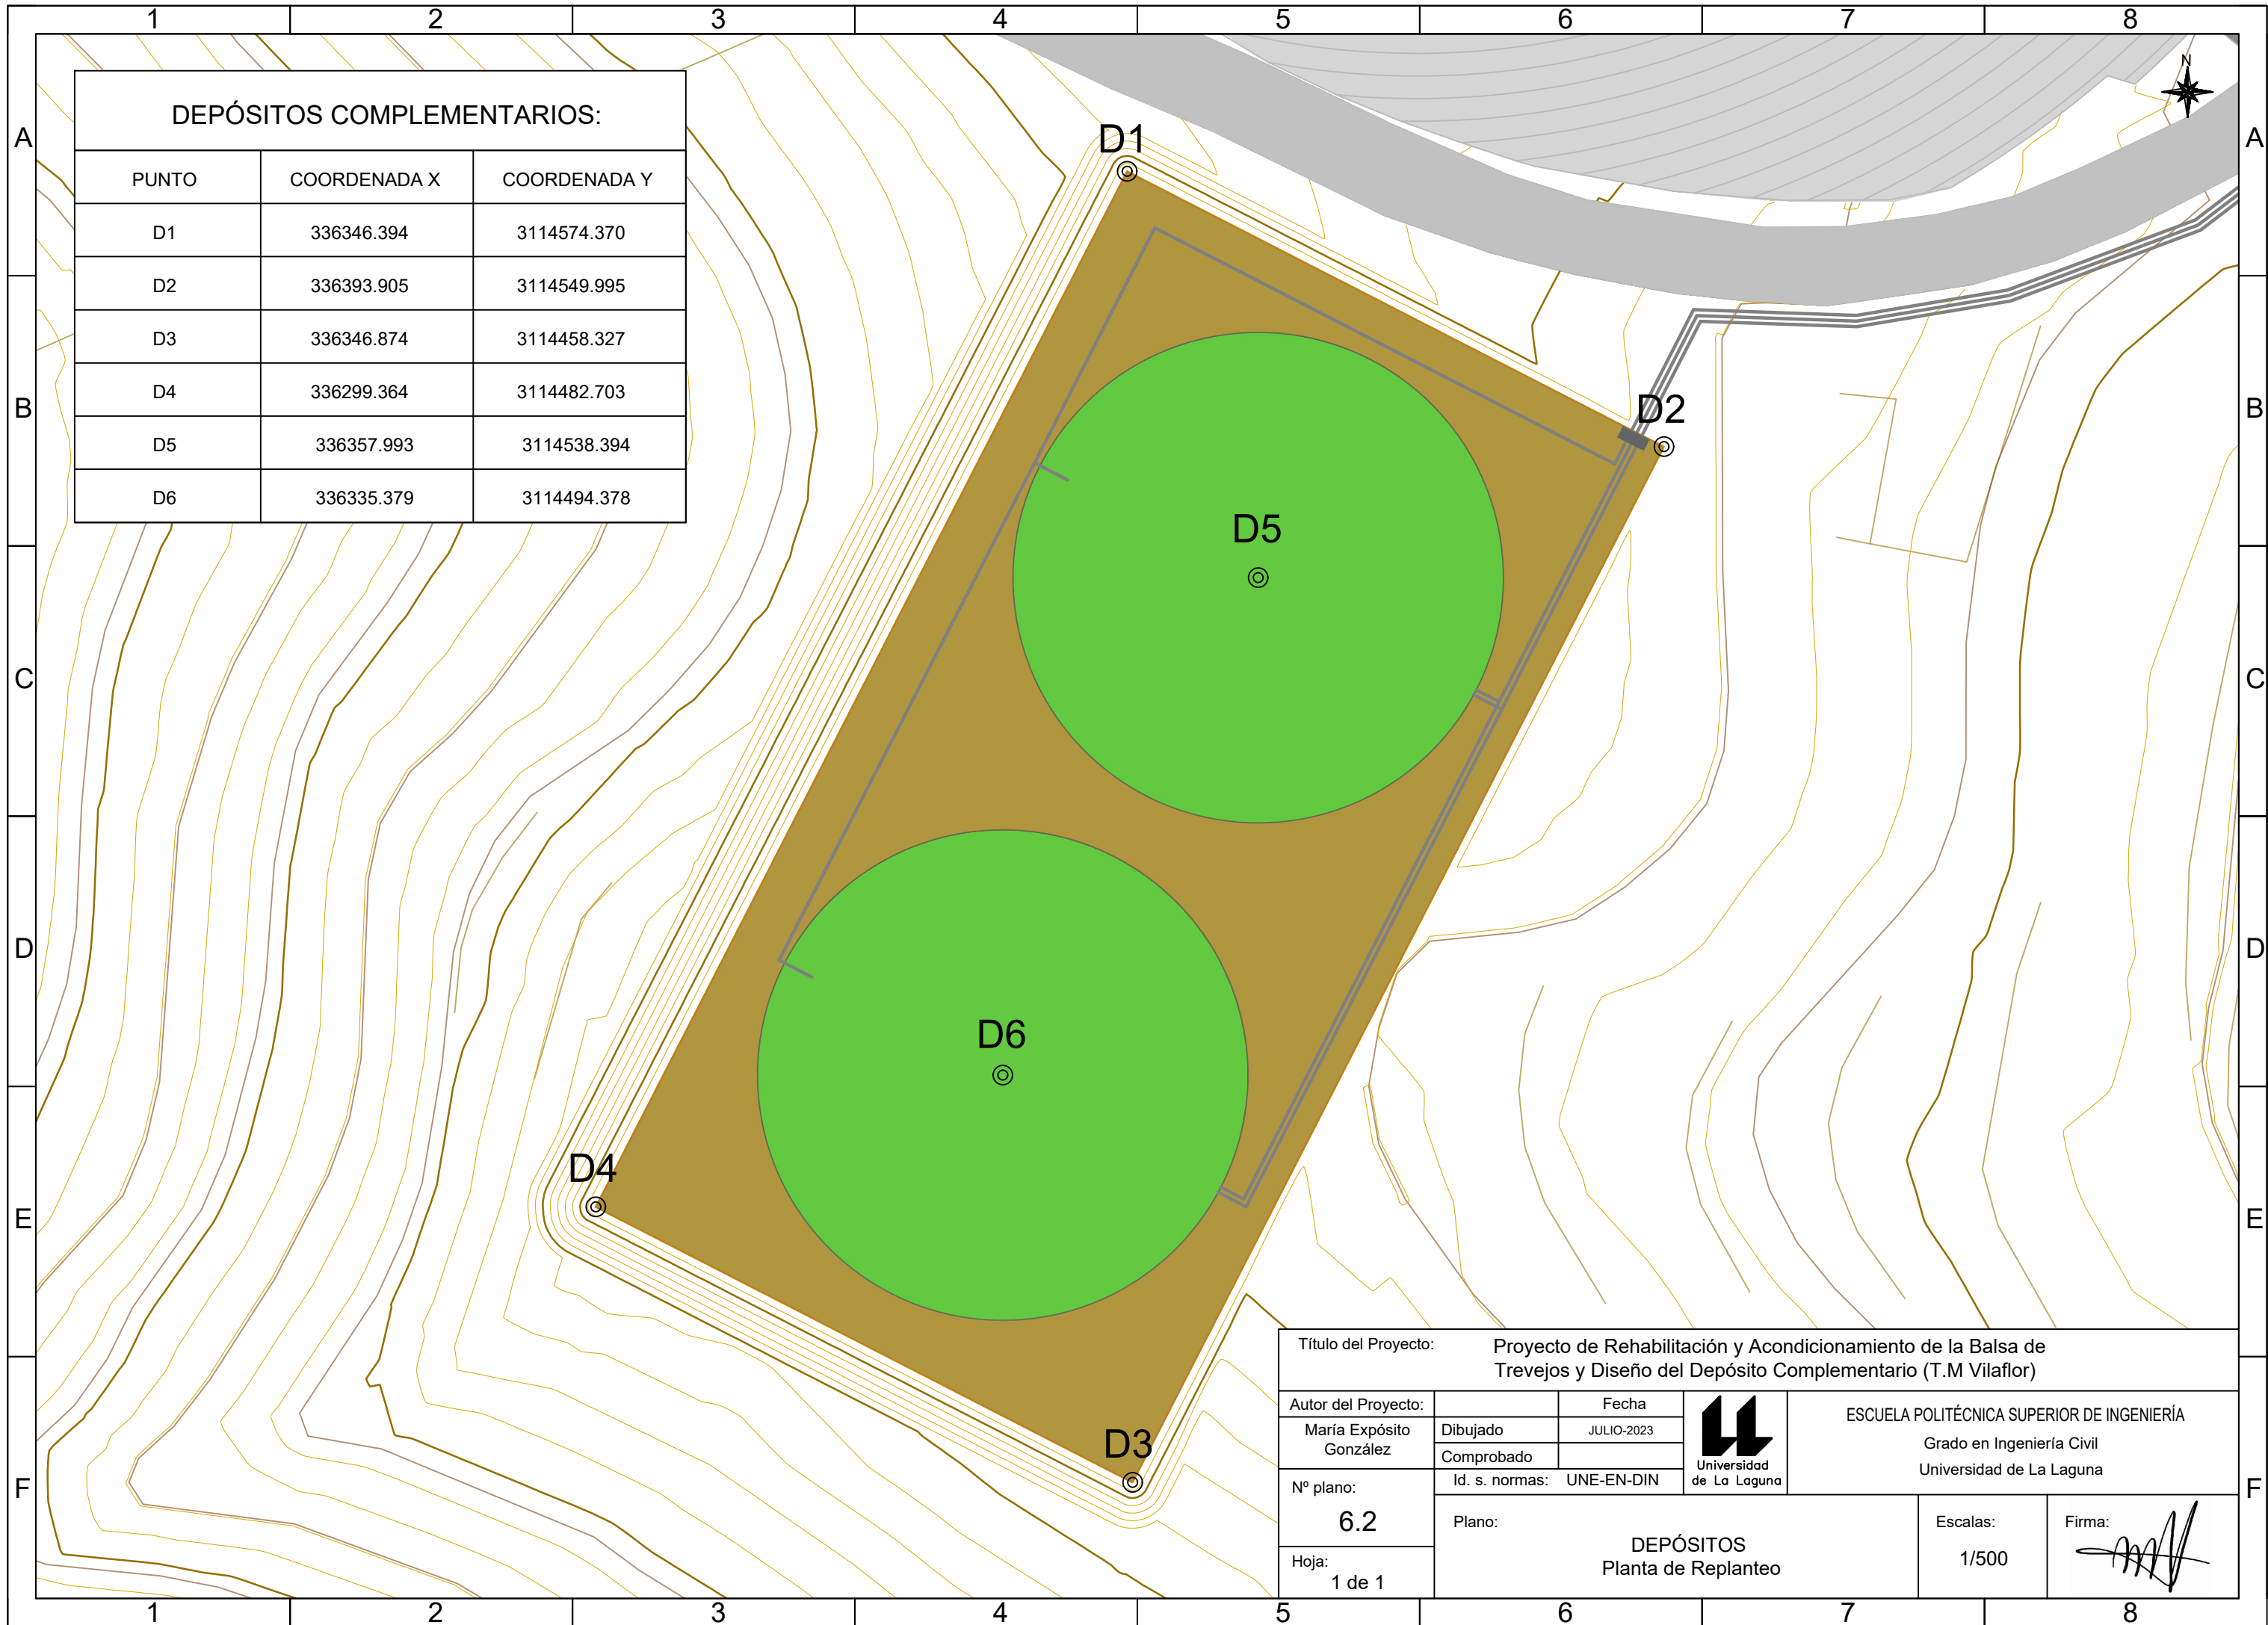 1 2 3 4 5 6 7 8
A A
B B
C C
D D
E E
F F
N
DEPÓSITOS COMPLEMENTARIOS:
PUNTO COORDENADA X COORDENADA Y
D1 336346.394 3114574.370
D2 336393.905 3114549.995
D3 336346.874 3114458.327
D4 336299.364 3114482.703
D5 336357.993 3114538.394
D6 336335.379 3114494.378
D1
D2
D5
D6
D4
D3
Título del Proyecto:
Proyecto de Rehabilitación y Acondicionamiento de la Balsa de
Trevejos y Diseño del Depósito Complementario (T.M Vilaflor)
Autor del Proyecto:
María Expósito
González
Fecha
Dibujado JULIO-2023
Comprobado
Id. s. normas: UNE-EN-DIN
Universidad
de La Laguna
ESCUELA POLITÉCNICA SUPERIOR DE INGENIERÍA
Grado en Ingeniería Civil
Universidad de La Laguna
Nº plano:
6.2
Hoja:
1 de 1
Plano:
DEPÓSITOS
Planta de Replanteo
Escalas:
1/500
Firma:
1 2 3 4 5 6 7 8